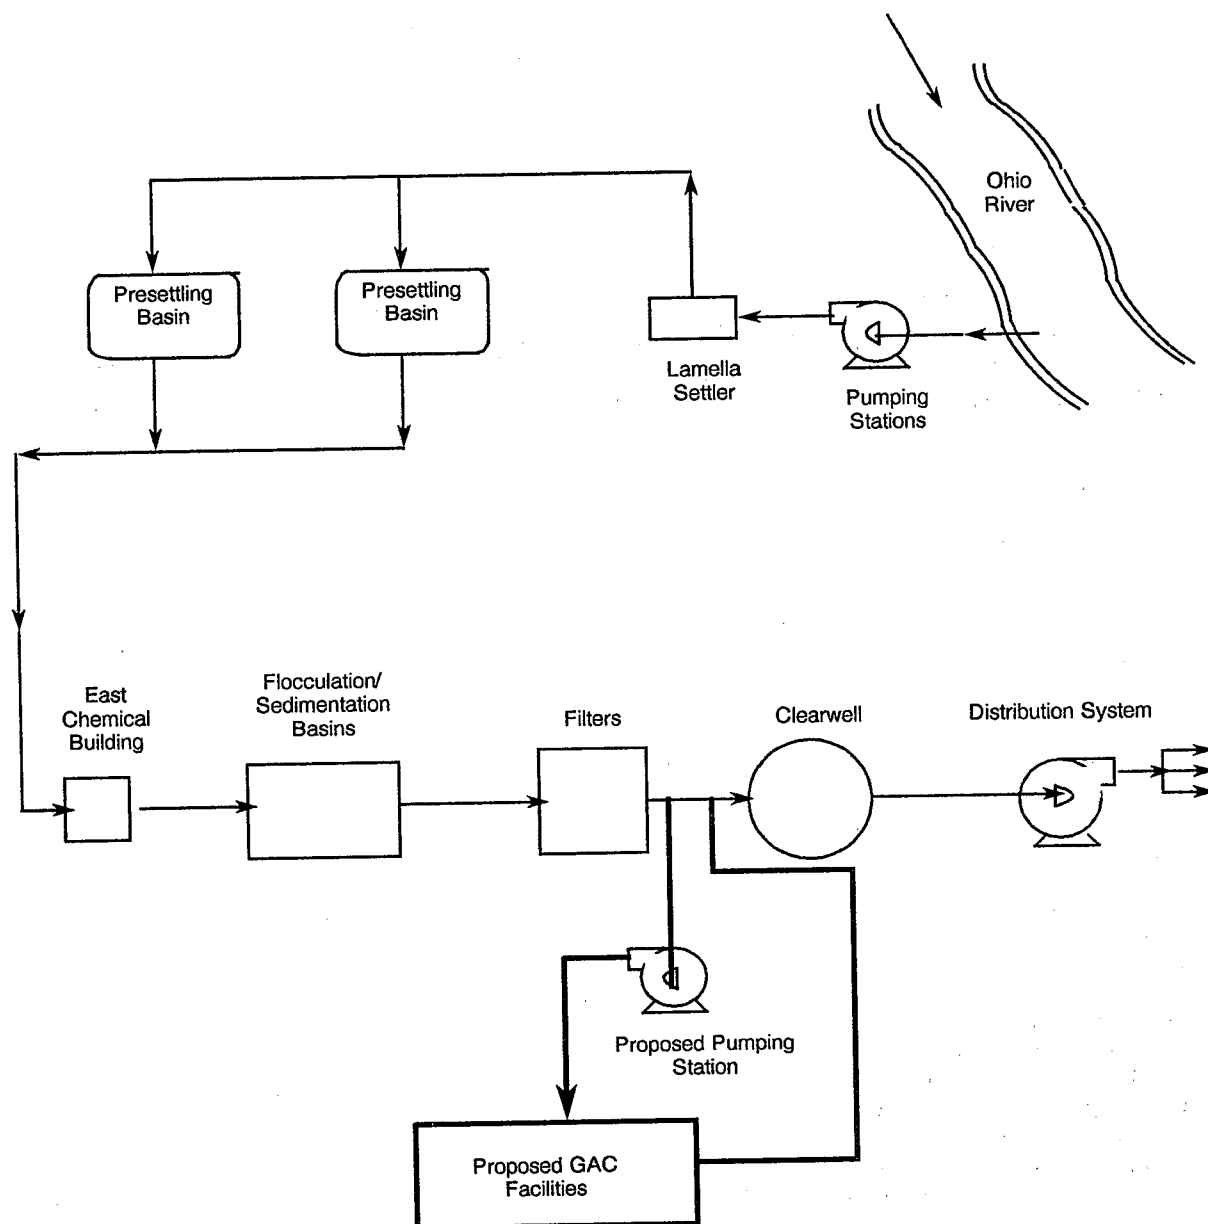 Ohio
River
Presettling
Basin
Presettling
Basin
Lamella
Settler
Pumping
Stations
East
Chemical
Building
Flocculation/
Sedimentation
Basins
Filters
Clearwell
Distribution System
Proposed Pumping
Station
Proposed GAC
Facilities